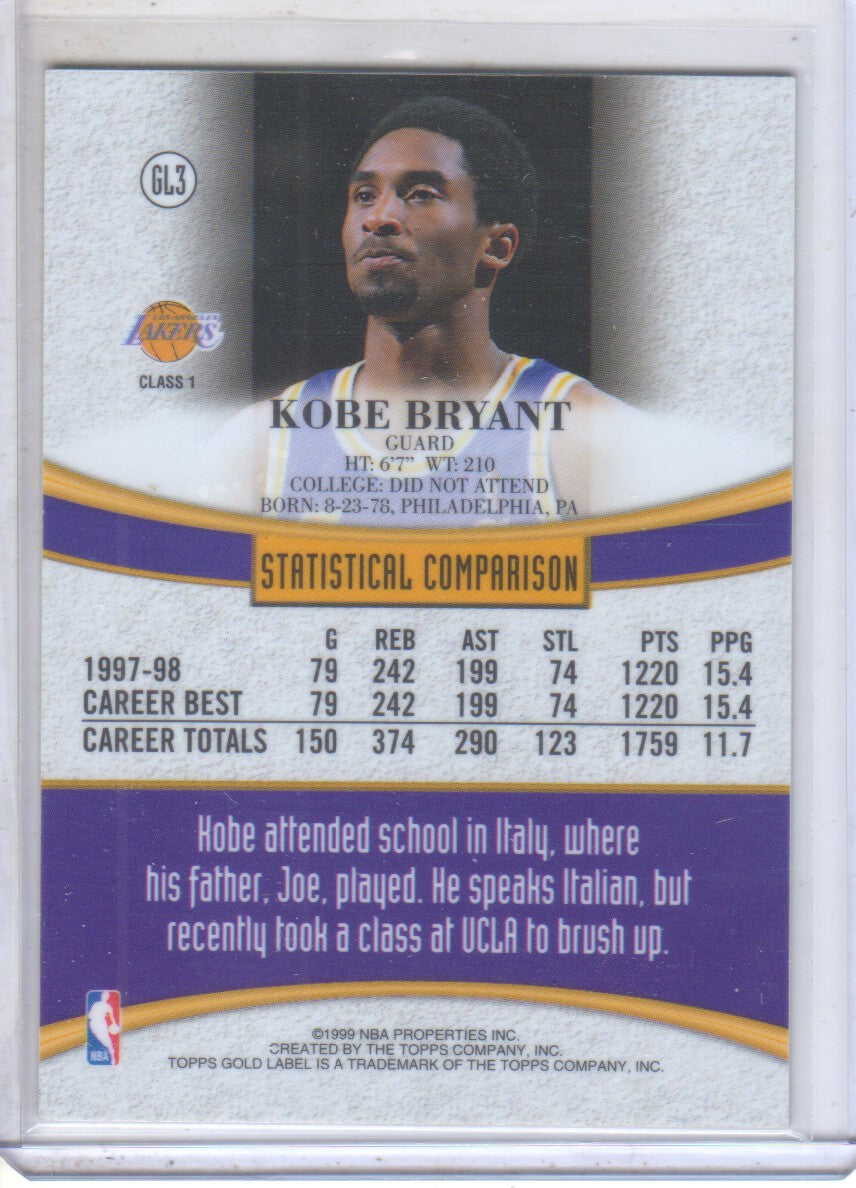 GL3
LOS ANGELES
LAKERS
CLASS 1
KOBE BRYANT
GUARD
HT: 6'7" WT: 210
COLLEGE: DID NOT ATTEND
BORN: 8-23-78, PHILADELPHIA, PA
STATISTICAL COMPARISON
G REB AST STL PTS PPG
1997-98 79 242 199 74 1220 15.4
CAREER BEST 79 242 199 74 1220 15.4
CAREER TOTALS 150 374 290 123 1759 11.7
Kobe attended school in Italy, where
his father, Joe, played. He speaks Italian, but
recently took a class at UCLA to brush up.
NBA
©1999 NBA PROPERTIES INC.
CREATED BY THE TOPPS COMPANY, INC.
TOPPS GOLD LABEL IS A TRADEMARK OF THE TOPPS COMPANY, INC.